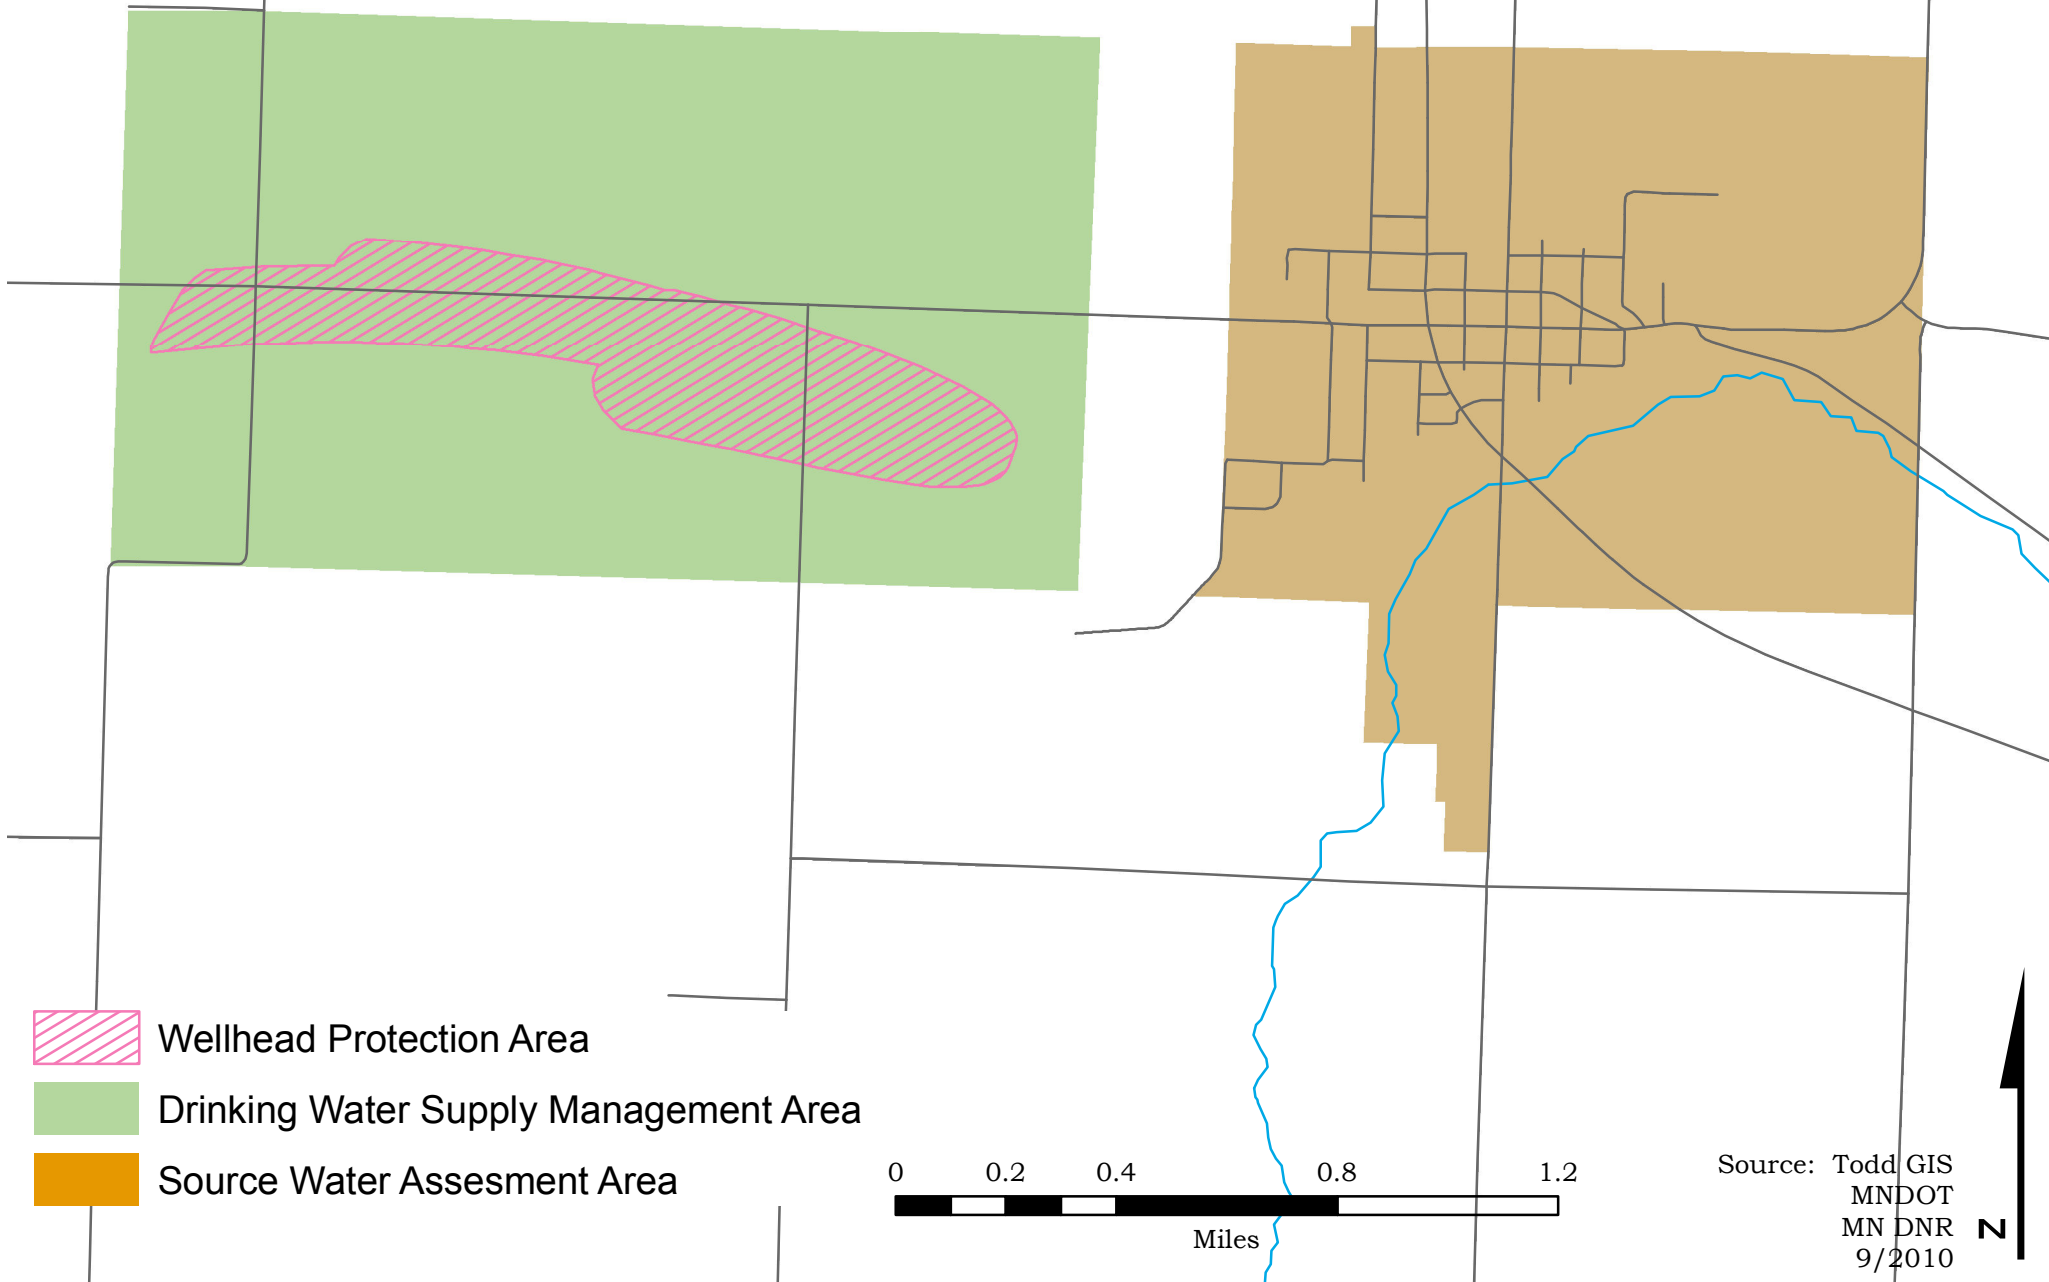 Wellhead Protection Area
Drinking Water Supply Management Area
Source Water Assesment Area
0 0.2 0.4 0.8 1.2
Miles
Source: Todd GIS
MNDOT
MN DNR
9/2010
N